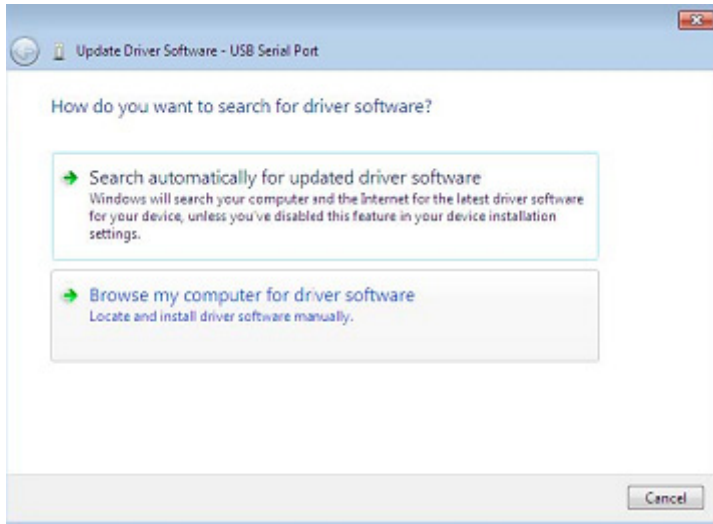 Update Driver Software - USB Serial Port
How do you want to search for driver software?
Search automatically for updated driver software
Windows will search your computer and the Internet for the latest driver software
for your device, unless you've disabled this feature in your device installation
settings.
Browse my computer for driver software
Locate and install driver software manually.
Cancel